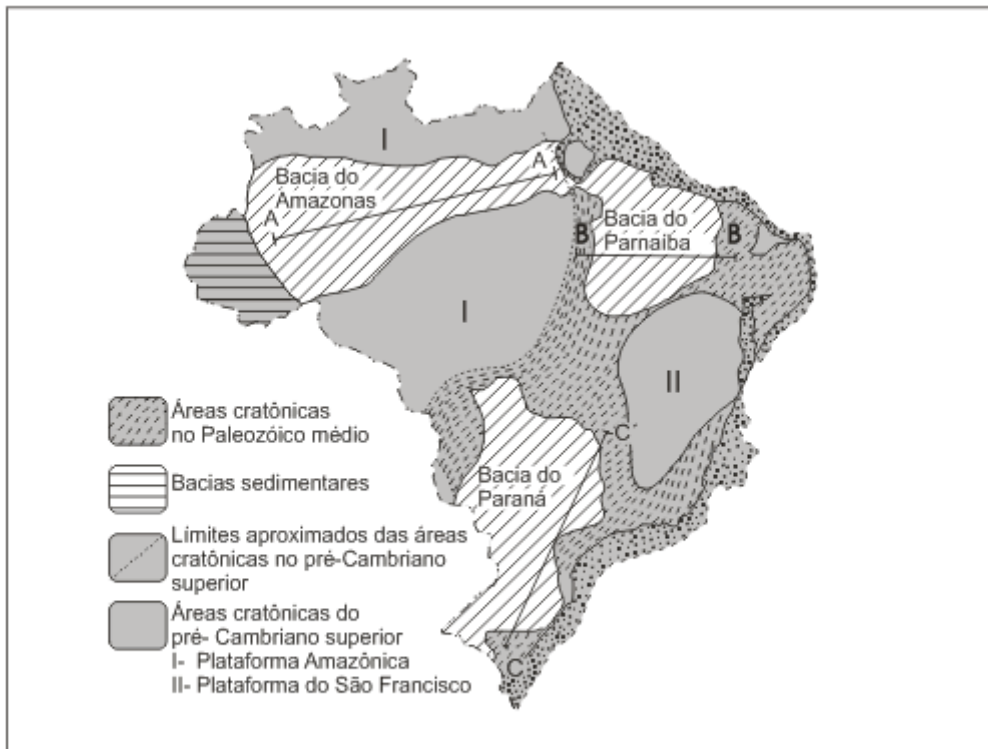 I
A
Bacia do
Amazonas
A
B
Bacia do
Parnaíba
B
I
II
C
Bacia do
Paraná
C
Áreas cratônicas
no Paleozóico médio
Bacias sedimentares
Límites aproximados das áreas
cratônicas no pré-Cambriano
superior
Áreas cratônicas do
pré- Cambriano superior
I- Plataforma Amazônica
II- Plataforma do São Francisco